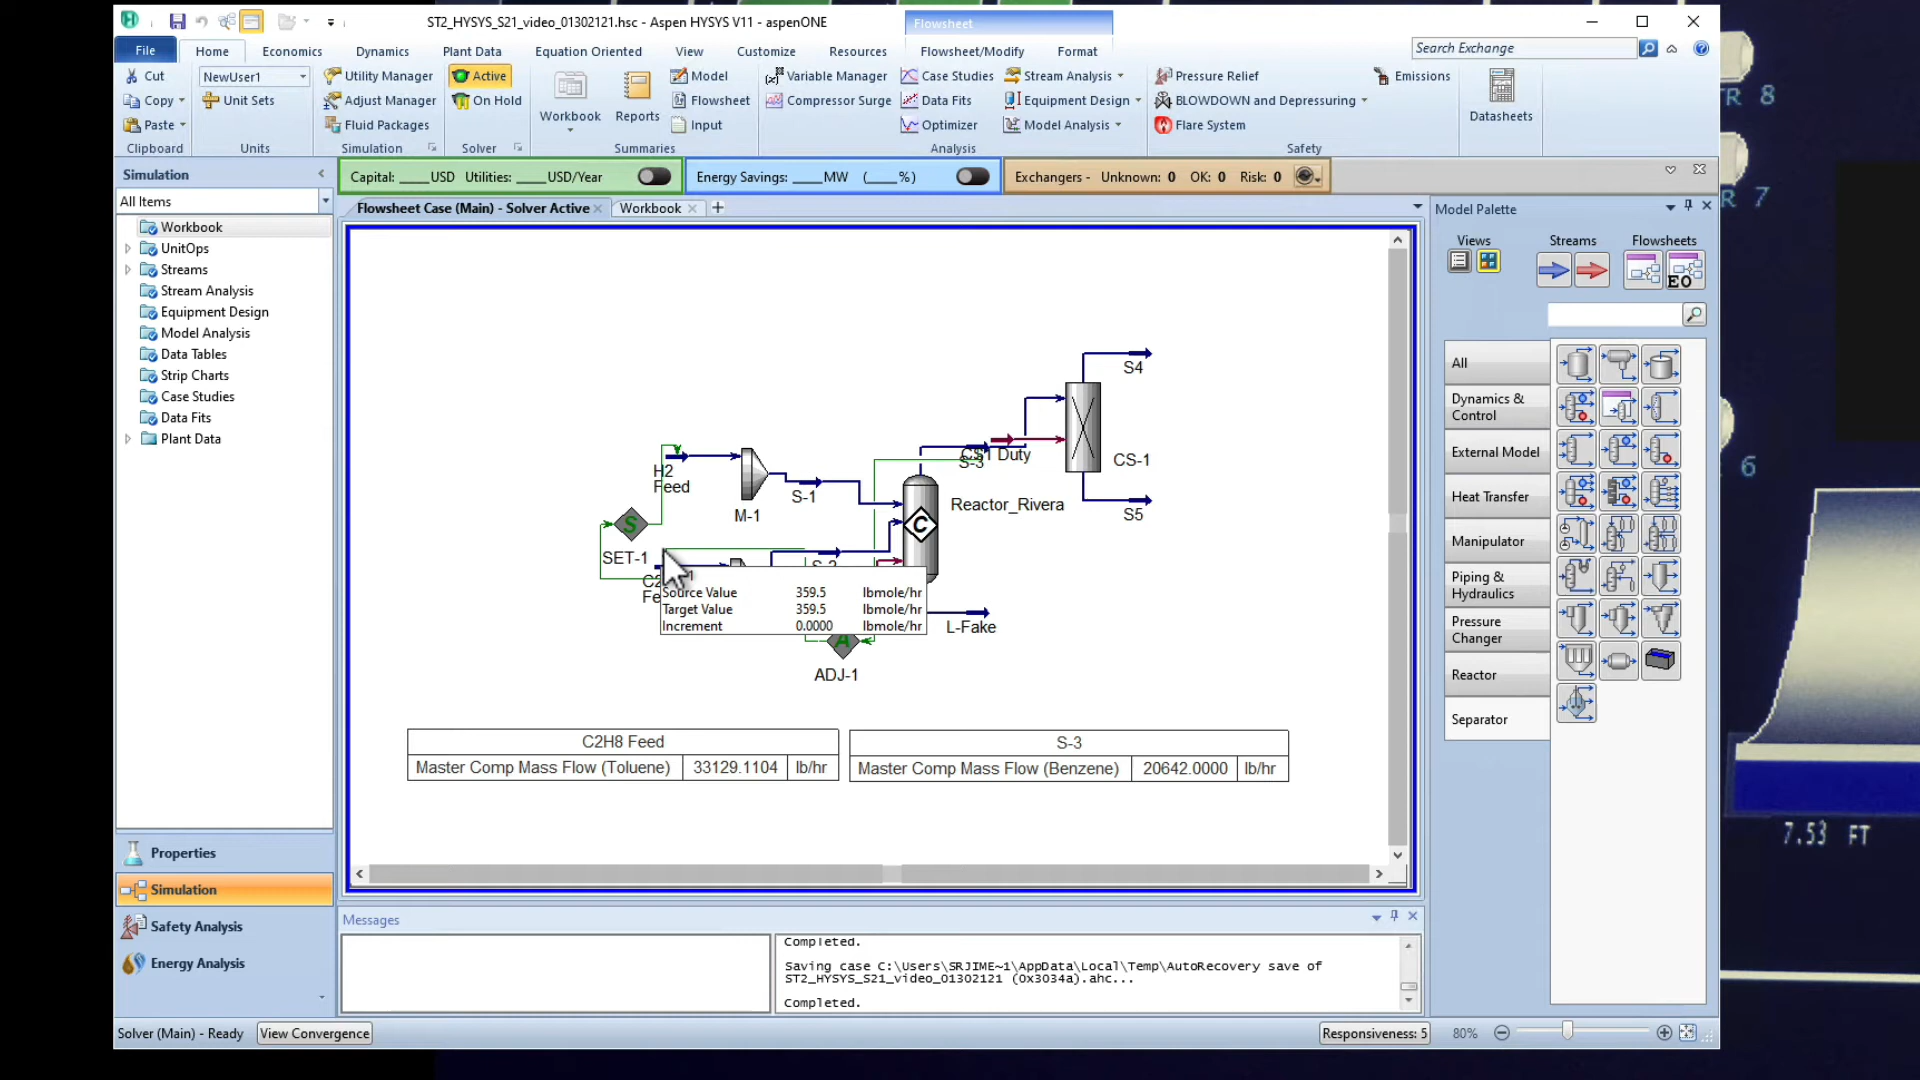 ST2_HYSYS_S21_video_01302121.hsc - Aspen HYSYS V11 - aspenONE
Flowsheet
File Home Economics Dynamics Plant Data Equation Oriented View Customize Resources Flowsheet/Modify Format
Search Exchange
Cut
Copy
Paste
Clipboard
NewUser1
Unit Sets
Units
Utility Manager
Adjust Manager
Fluid Packages
Simulation
Active
On Hold
Solver
Workbook
Reports
Model
Flowsheet
Input
Summaries
Variable Manager
Compressor Surge
Case Studies
Data Fits
Optimizer
Stream Analysis
Equipment Design
Model Analysis
Analysis
Pressure Relief
BLOWDOWN and Depressuring
Flare System
Safety
Emissions
Datasheets
Capital: ____USD Utilities: ____USD/Year
Energy Savings: ____MW (____%)
Exchangers - Unknown: 0 OK: 0 Risk: 0
Simulation
All Items
Workbook
UnitOps
Streams
Stream Analysis
Equipment Design
Model Analysis
Data Tables
Strip Charts
Case Studies
Data Fits
Plant Data
Properties
Simulation
Safety Analysis
Energy Analysis
Flowsheet Case (Main) - Solver Active
Workbook
S4
CS1 Duty
S-3
CS-1
H2
Feed
S-1
M-1
Reactor_Rivera
S5
S
C
SET-1
Source Value 359.5 lbmole/hr
Target Value 359.5 lbmole/hr
Increment 0.0000 lbmole/hr
L-Fake
A
ADJ-1
C2H8 Feed
Master Comp Mass Flow (Toluene) 33129.1104 lb/hr
S-3
Master Comp Mass Flow (Benzene) 20642.0000 lb/hr
Model Palette
Views Streams Flowsheets
EO
All
Dynamics &
Control
External Model
Heat Transfer
Manipulator
Piping &
Hydraulics
Pressure
Changer
Reactor
Separator
Messages
Completed.
Saving case C:\Users\SRJIME~1\AppData\Local\Temp\AutoRecovery save of
ST2_HYSYS_S21_video_01302121 (0x3034a).ahc...
Completed.
Solver (Main) - Ready
View Convergence
Responsiveness: 5
80%
TR 8
R 7
6
7.53 FT